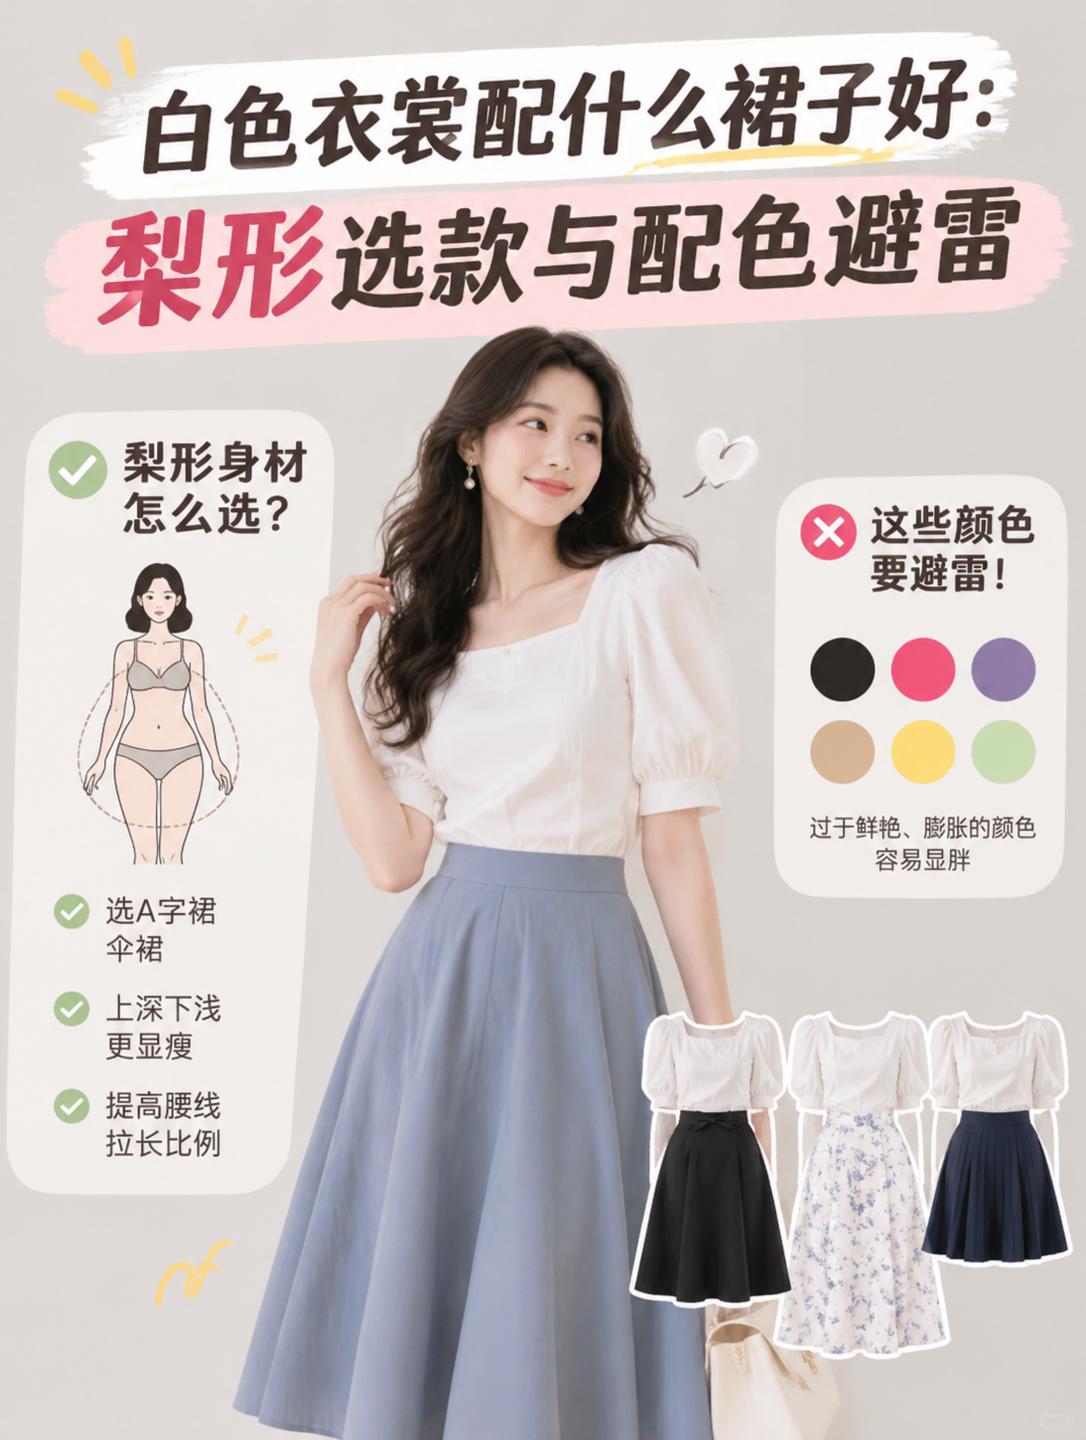 白色衣裳配什么裙子好：
梨形选款与配色避雷
梨形身材
怎么选？
选A字裙
伞裙
上深下浅
更显瘦
提高腰线
拉长比例
这些颜色
要避雷！
过于鲜艳、膨胀的颜色
容易显胖